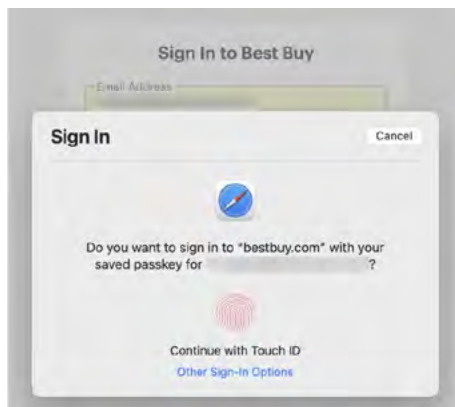 Sign In to Best Buy
Email Address
Sign In
Cancel
Do you want to sign in to "bestbuy.com" with your
saved passkey for ?
Continue with Touch ID
Other Sign-In Options